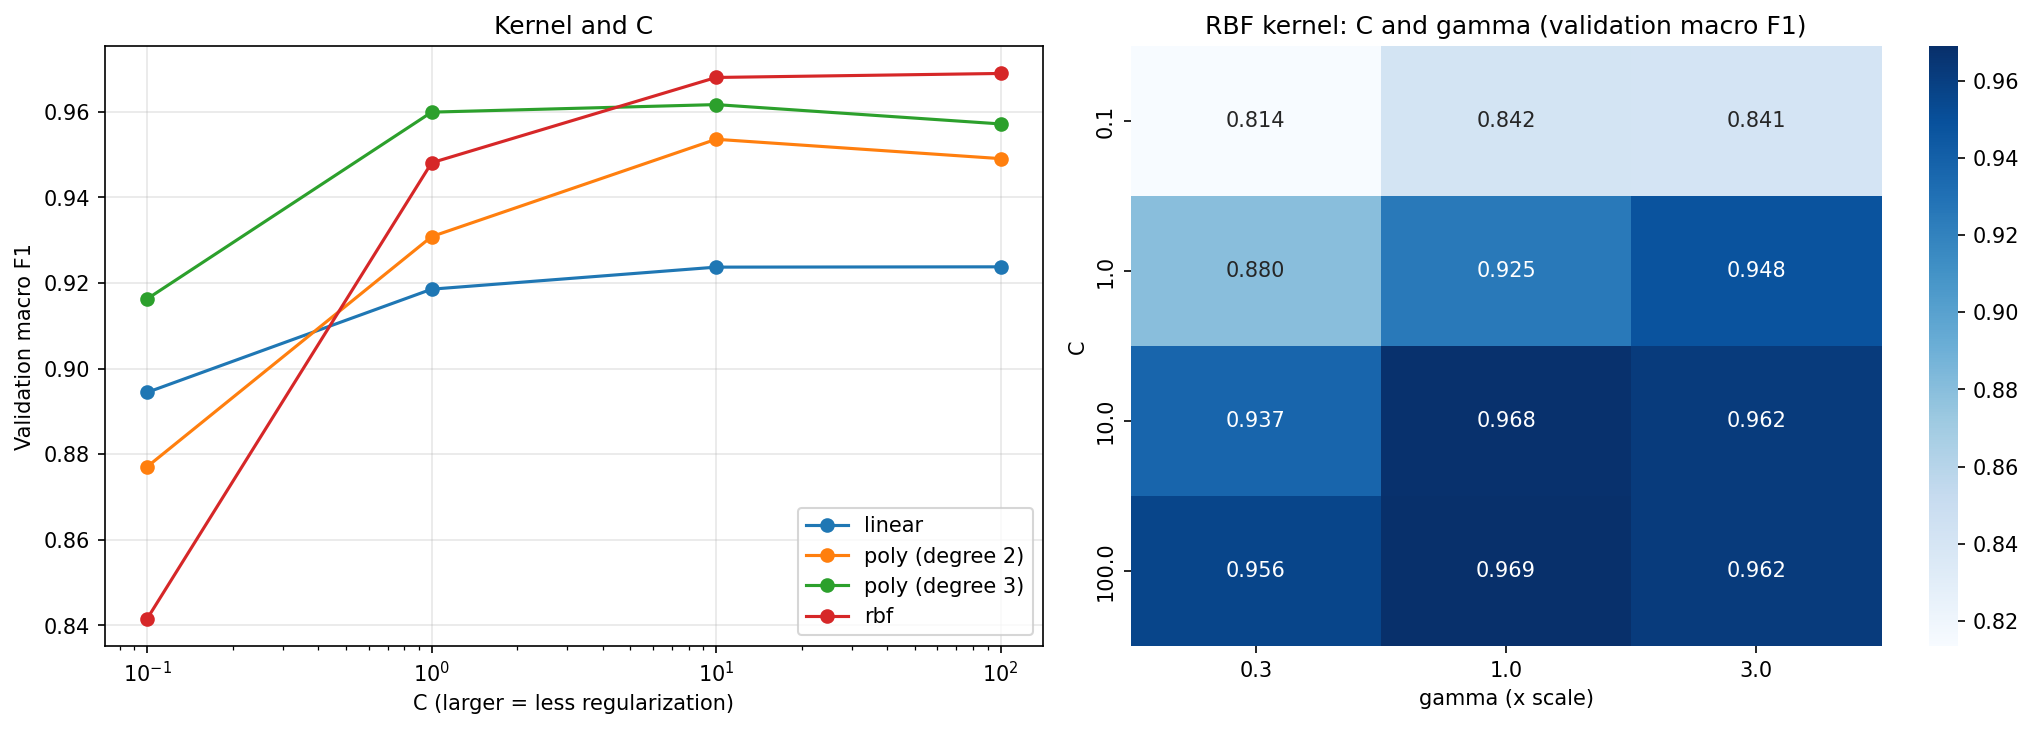 Kernel and C
Validation macro F1
0.96
0.94
0.92
0.90
0.88
0.86
0.84
10⁻¹
10⁰
10¹
10²
C (larger = less regularization)
linear
poly (degree 2)
poly (degree 3)
rbf
RBF kernel: C and gamma (validation macro F1)
C
0.1
0.814 0.842 0.841
1.0
0.880 0.925 0.948
10.0
0.937 0.968 0.962
100.0
0.956 0.969 0.962
0.3 1.0 3.0
gamma (x scale)
0.96
0.94
0.92
0.90
0.88
0.86
0.84
0.82